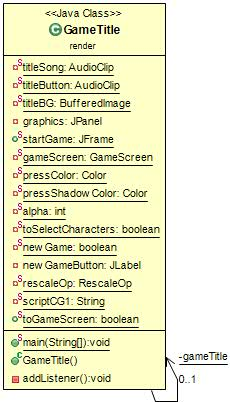 <<Java Class>>
GameTitle
render
titleSong: AudioClip
titleButton: AudioClip
titleBG: BufferedImage
graphics: JPanel
startGame: JFrame
gameScreen: GameScreen
pressColor: Color
pressShadow Color: Color
alpha: int
toSelectCharacters: boolean
new Game: boolean
new GameButton: JLabel
rescaleOp: RescaleOp
scriptCG1: String
toGameScreen: boolean
main(String[]):void
GameTitle()
addListener():void
-gameTitle
0..1